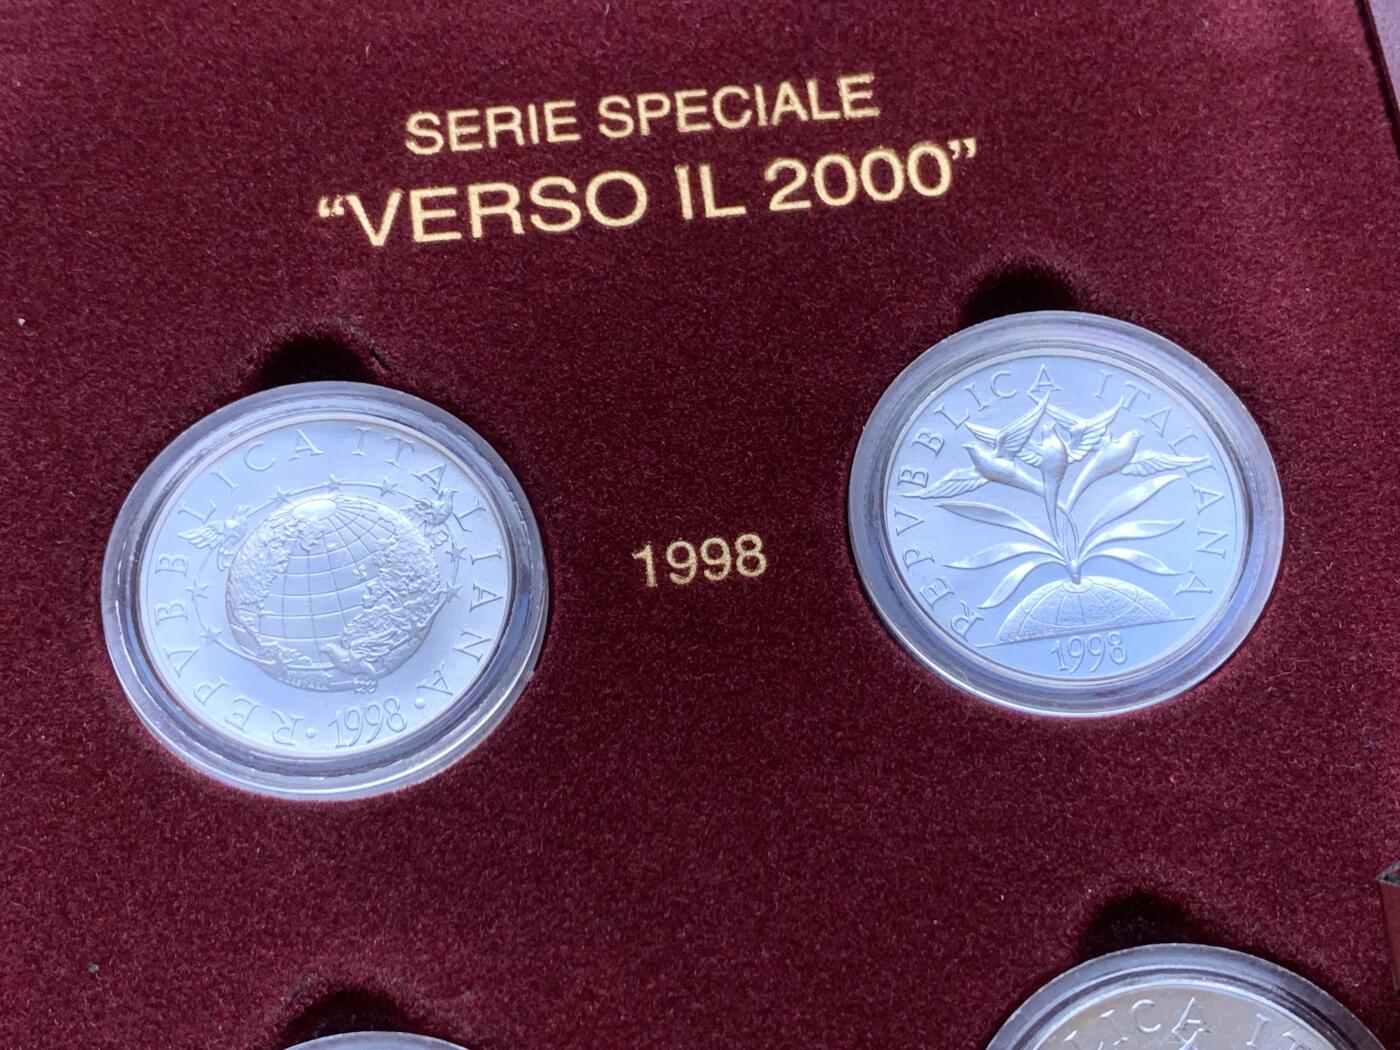 SERIE SPECIALE
“VERSO IL 2000”
REPVBBLICA ITALIANA
· 1998 ·
1998
REPVBBLICA ITALIANA
1998